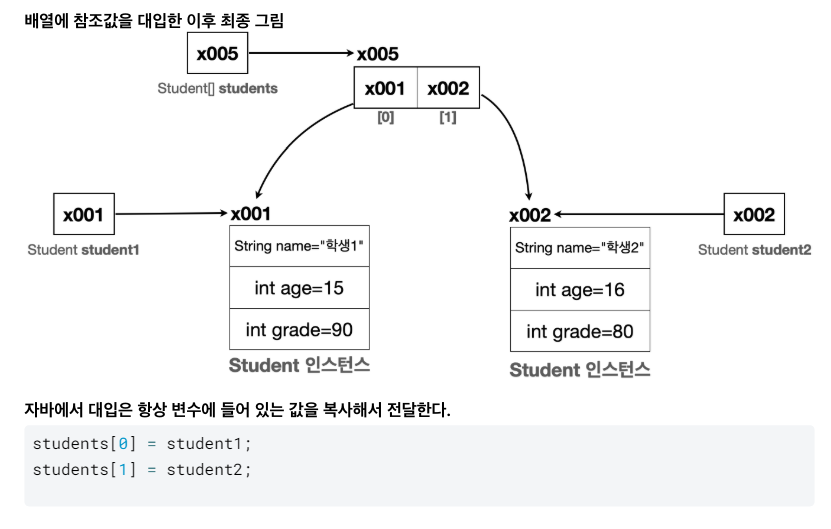 배열에 참조값을 대입한 이후 최종 그림
x005
x005
Student[] students
x001 x002
[0] [1]
x001
x001
x002
x002
Student student1
Student student2
String name="학생1"
int age=15
int grade=90
Student 인스턴스
String name="학생2"
int age=16
int grade=80
Student 인스턴스
자바에서 대입은 항상 변수에 들어 있는 값을 복사해서 전달한다.
students[0] = student1;
students[1] = student2;